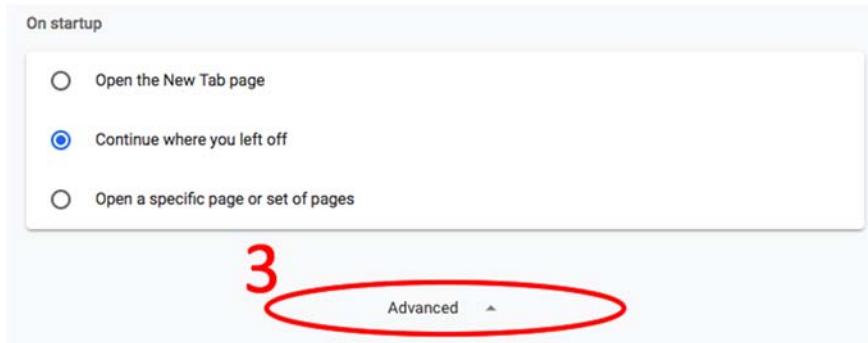 On startup
Open the New Tab page
Continue where you left off
Open a specific page or set of pages
3
Advanced